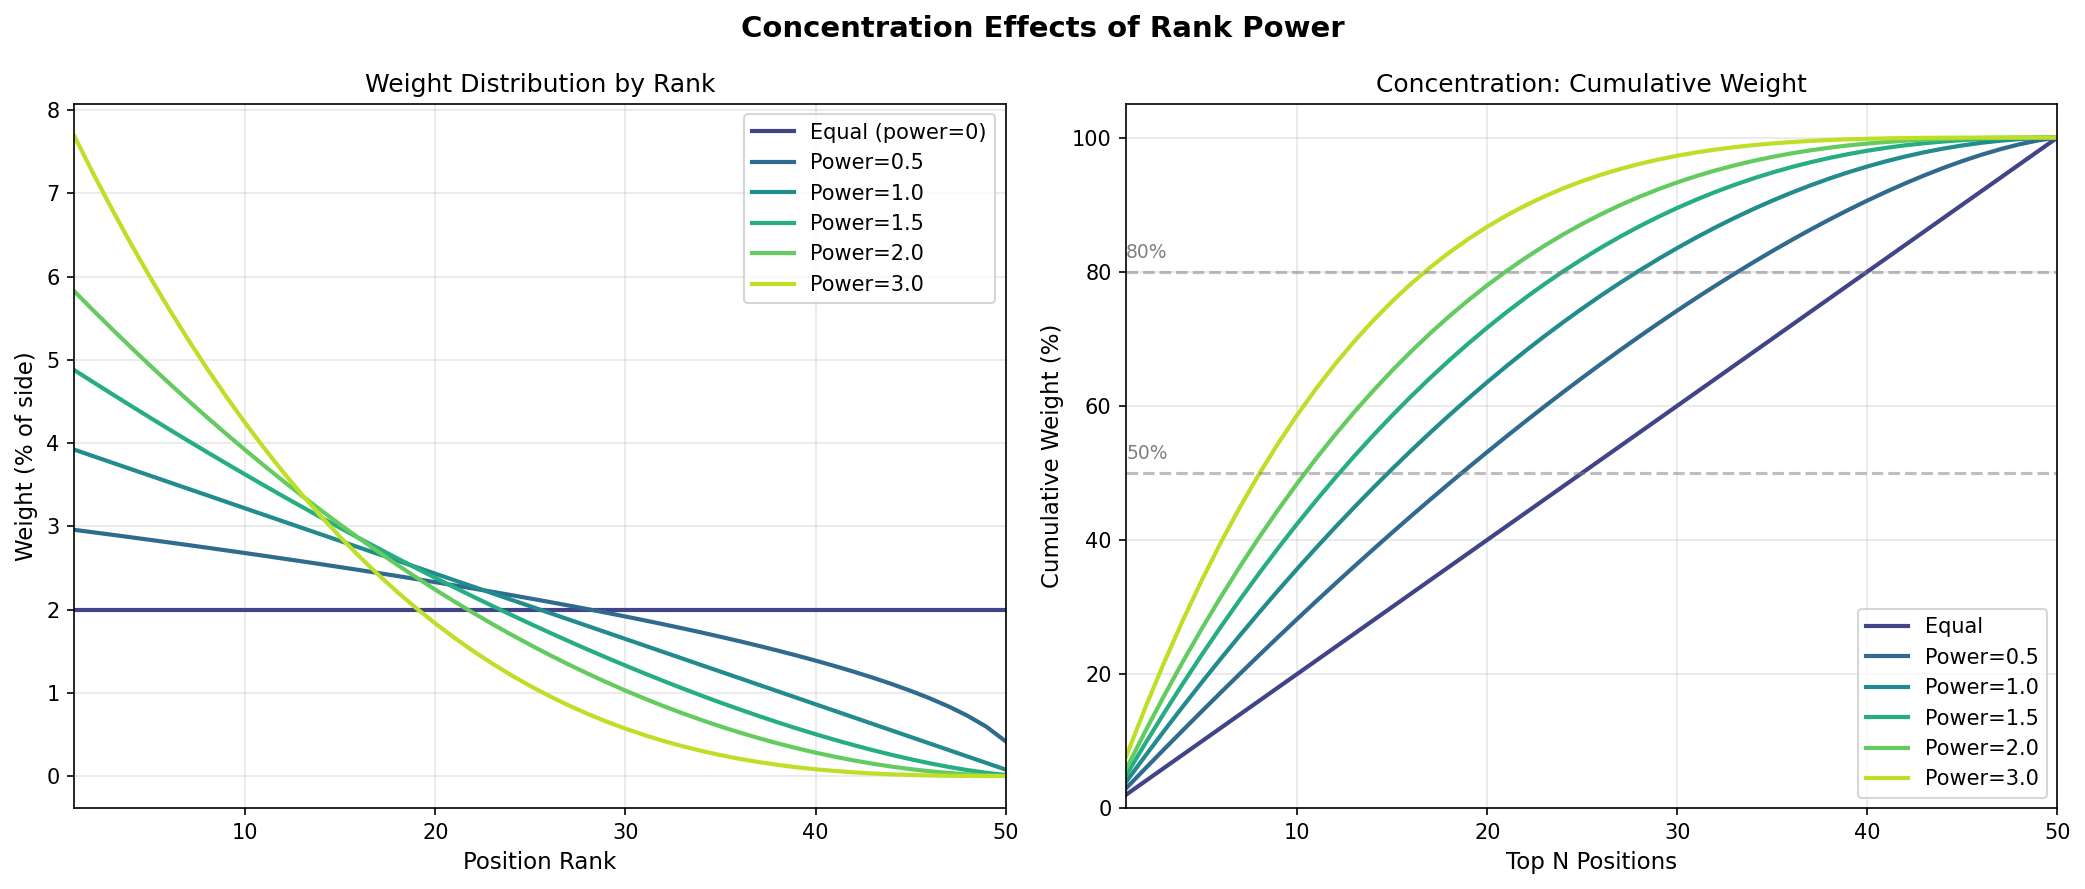 Concentration Effects of Rank Power
Weight Distribution by Rank
Weight (% of side)
8
7
6
5
4
3
2
1
0
10
20
30
40
50
Position Rank
Equal (power=0)
Power=0.5
Power=1.0
Power=1.5
Power=2.0
Power=3.0
Concentration: Cumulative Weight
Cumulative Weight (%)
100
80
60
40
20
0
80%
50%
10
20
30
40
50
Top N Positions
Equal
Power=0.5
Power=1.0
Power=1.5
Power=2.0
Power=3.0